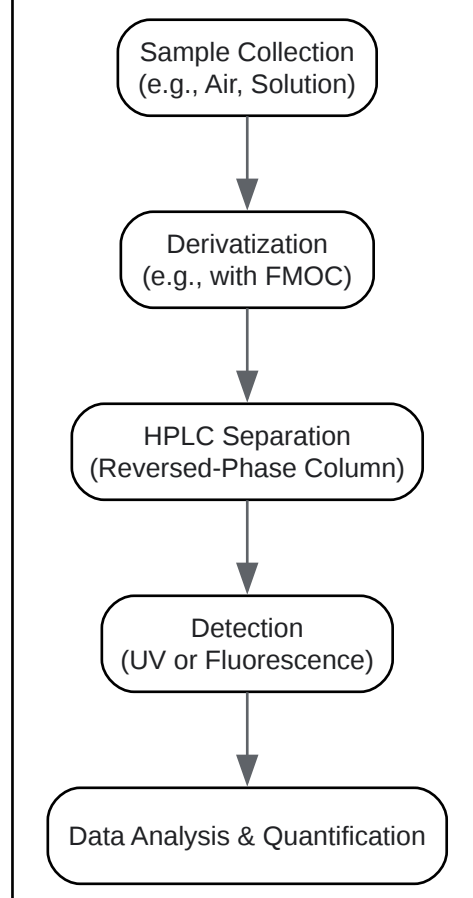 Sample Collection
(e.g., Air, Solution)
Derivatization
(e.g., with FMOC)
HPLC Separation
(Reversed-Phase Column)
Detection
(UV or Fluorescence)
Data Analysis & Quantification